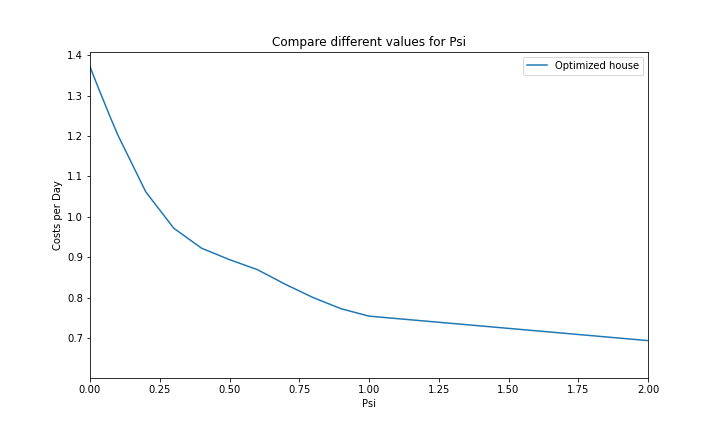 Compare different values for Psi
Optimized house
Costs per Day
1.4
1.3
1.2
1.1
1.0
0.9
0.8
0.7
0.00 0.25 0.50 0.75 1.00 1.25 1.50 1.75 2.00
Psi